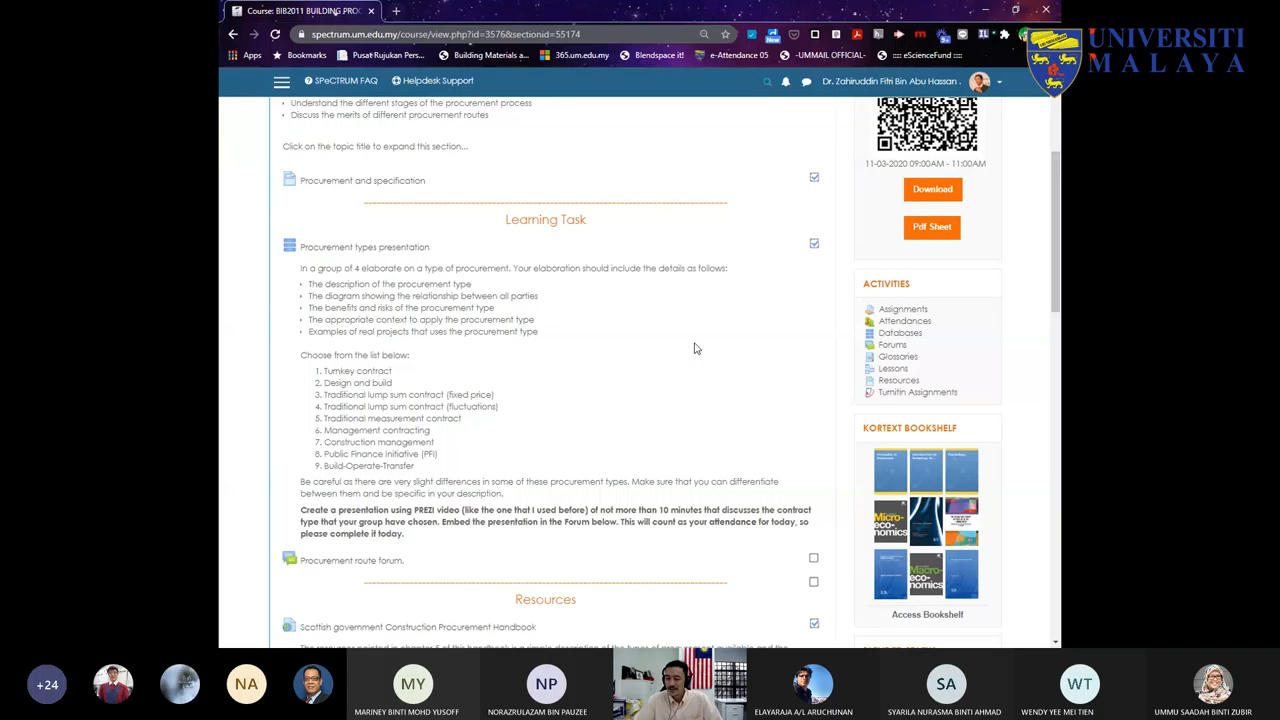 Course: BIB2011 BUILDING PROC
spectrum.um.edu.my/course/view.php?id=3576&section=55174
Apps
Bookmarks
Pusat Rujukan Persu
Building Materials a...
365.um.edu.my
Blendspace it!
e-Attendance 05
-UMMAIL OFFICIAL-
::: eScienceFund :::
UNIVERSITI
MALAYA
SPeCTRUM FAQ
Helpdesk Support
Dr. Zahiruddin Fitri Bin Abu Hassan .
Understand the different stages of the procurement process
Discuss the merits of different procurement routes
Click on the topic title to expand this section...
Procurement and specification
Learning Task
Procurement types presentation
In a group of 4 elaborate on a type of procurement. Your elaboration should include the details as follows:
The description of the procurement type
The diagram showing the relationship between all parties
The benefits and risks of the procurement type
The appropriate context to apply the procurement type
Examples of real projects that uses the procurement type
Choose from the list below:
1. Turnkey contract
2. Design and build
3. Traditional lump sum contract (fixed price)
4. Traditional lump sum contract (fluctuations)
5. Traditional measurement contract
6. Management contracting
7. Construction management
8. Public Finance initiative (PFI)
9. Build-Operate-Transfer
Be careful as there are very slight differences in some of these procurement types. Make sure that you can differentiate
between them and be specific in your description.
Create a presentation using PREZI video (like the one that I used before) of not more than 10 minutes that discusses the contract
type that your group have chosen. Embed the presentation in the Forum below. This will count as your attendance for today, so
please complete it today.
Procurement route forum.
Resources
Scottish government Construction Procurement Handbook
11-03-2020 09:00AM - 11:00AM
Download
Pdf Sheet
ACTIVITIES
Assignments
Attendances
Databases
Forums
Glossaries
Lessons
Resources
Turnitin Assignments
KORTEXT BOOKSHELF
Micro-
economics
Macro-
economics
Access Bookshelf
+24
NA
MY
NP
SA
WT
MARINEY BINTI MOHD YUSOFF
NORAZRULAZAM BIN PAUZEE
ELAYARAJA A/L ARUCHUNAN
SYARILA NURASMA BINTI AHMAD
WENDY YEE MEI TIEN
UMMU SAADAH BINTI ZUBIR